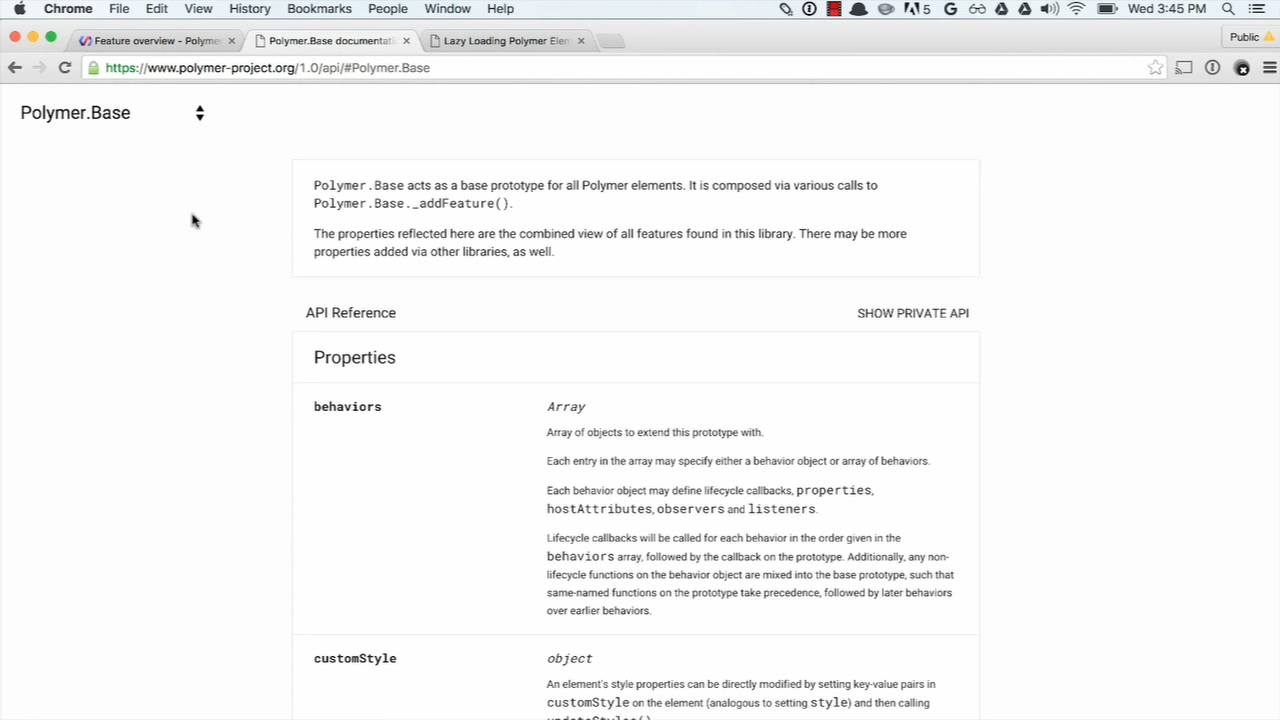 Chrome File Edit View History Bookmarks People Window Help 5 Wed 3:45 PM
Feature overview - Polymer Polymer.Base documentati Lazy Loading Polymer Elem Public
https://www.polymer-project.org/1.0/api/#Polymer.Base
Polymer.Base
Polymer.Base acts as a base prototype for all Polymer elements. It is composed via various calls to
Polymer.Base._addFeature().
The properties reflected here are the combined view of all features found in this library. There may be more
properties added via other libraries, as well.
API Reference SHOW PRIVATE API
Properties
behaviors Array
Array of objects to extend this prototype with.
Each entry in the array may specify either a behavior object or array of behaviors.
Each behavior object may define lifecycle callbacks, properties,
hostAttributes, observers and listeners.
Lifecycle callbacks will be called for each behavior in the order given in the
behaviors array, followed by the callback on the prototype. Additionally, any non-
lifecycle functions on the behavior object are mixed into the base prototype, such that
same-named functions on the prototype take precedence, followed by later behaviors
over earlier behaviors.
customStyle object
An element's style properties can be directly modified by setting key-value pairs in
customStyle on the element (analogous to setting style) and then calling
updateStyles().